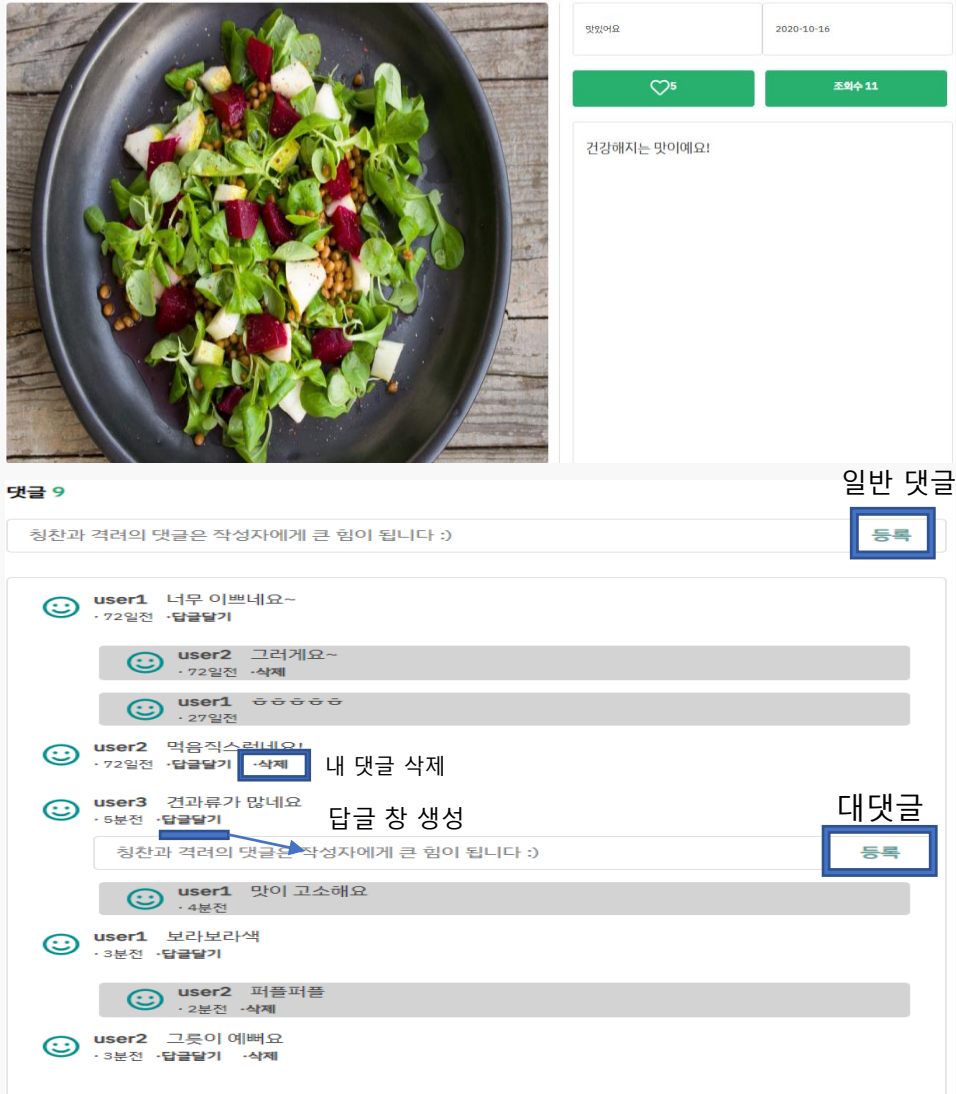 맛있어요
2020-10-16
5
조회수 11
건강해지는 맛이예요!
일반 댓글
댓글 9
칭찬과 격려의 댓글은 작성자에게 큰 힘이 됩니다 :)
등록
user1 너무 이쁘네요~
· 72일전 ·답글달기
user2 그러게요~
· 72일전 ·삭제
user1 ㅎㅎㅎㅎㅎ
· 27일전
user2 먹음직스럽네요!
· 72일전 ·답글달기 ·삭제
내 댓글 삭제
user3 견과류가 많네요
· 5분전 ·답글달기
답글 창 생성
대댓글
칭찬과 격려의 댓글은 작성자에게 큰 힘이 됩니다 :)
등록
user1 맛이 고소해요
· 4분전
user1 보라보라색
· 3분전 ·답글달기
user2 퍼플퍼플
· 2분전 ·삭제
user2 그릇이 예뻐요
· 3분전 ·답글달기 ·삭제